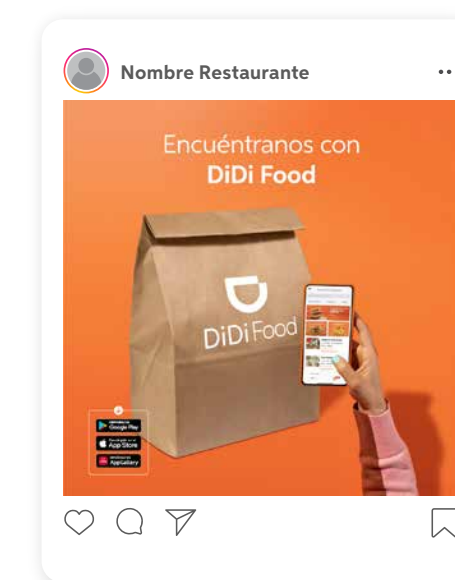 Nombre Restaurante
Encuéntranos con
DiDi Food
DiDi Food
Google Play
App Store
AppGallery